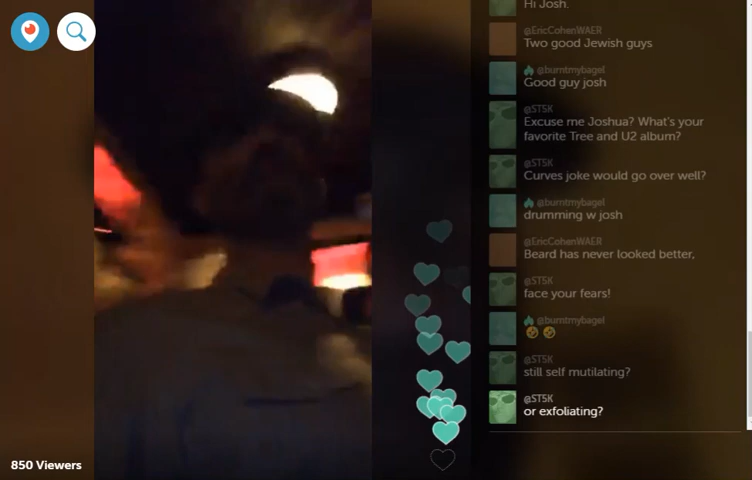 Hi Josh.
@EricCohenWAER
Two good Jewish guys
@burntmybagel
Good guy josh
@ST5K
Excuse me Joshua? What's your
favorite Tree and U2 album?
@ST5K
Curves joke would go over well?
@burntmybagel
drumming w josh
@EricCohenWAER
Beard has never looked better,
@ST5K
face your fears!
@burntmybagel
🤣 🤣
@ST5K
still self mutilating?
@ST5K
or exfoliating?
850 Viewers